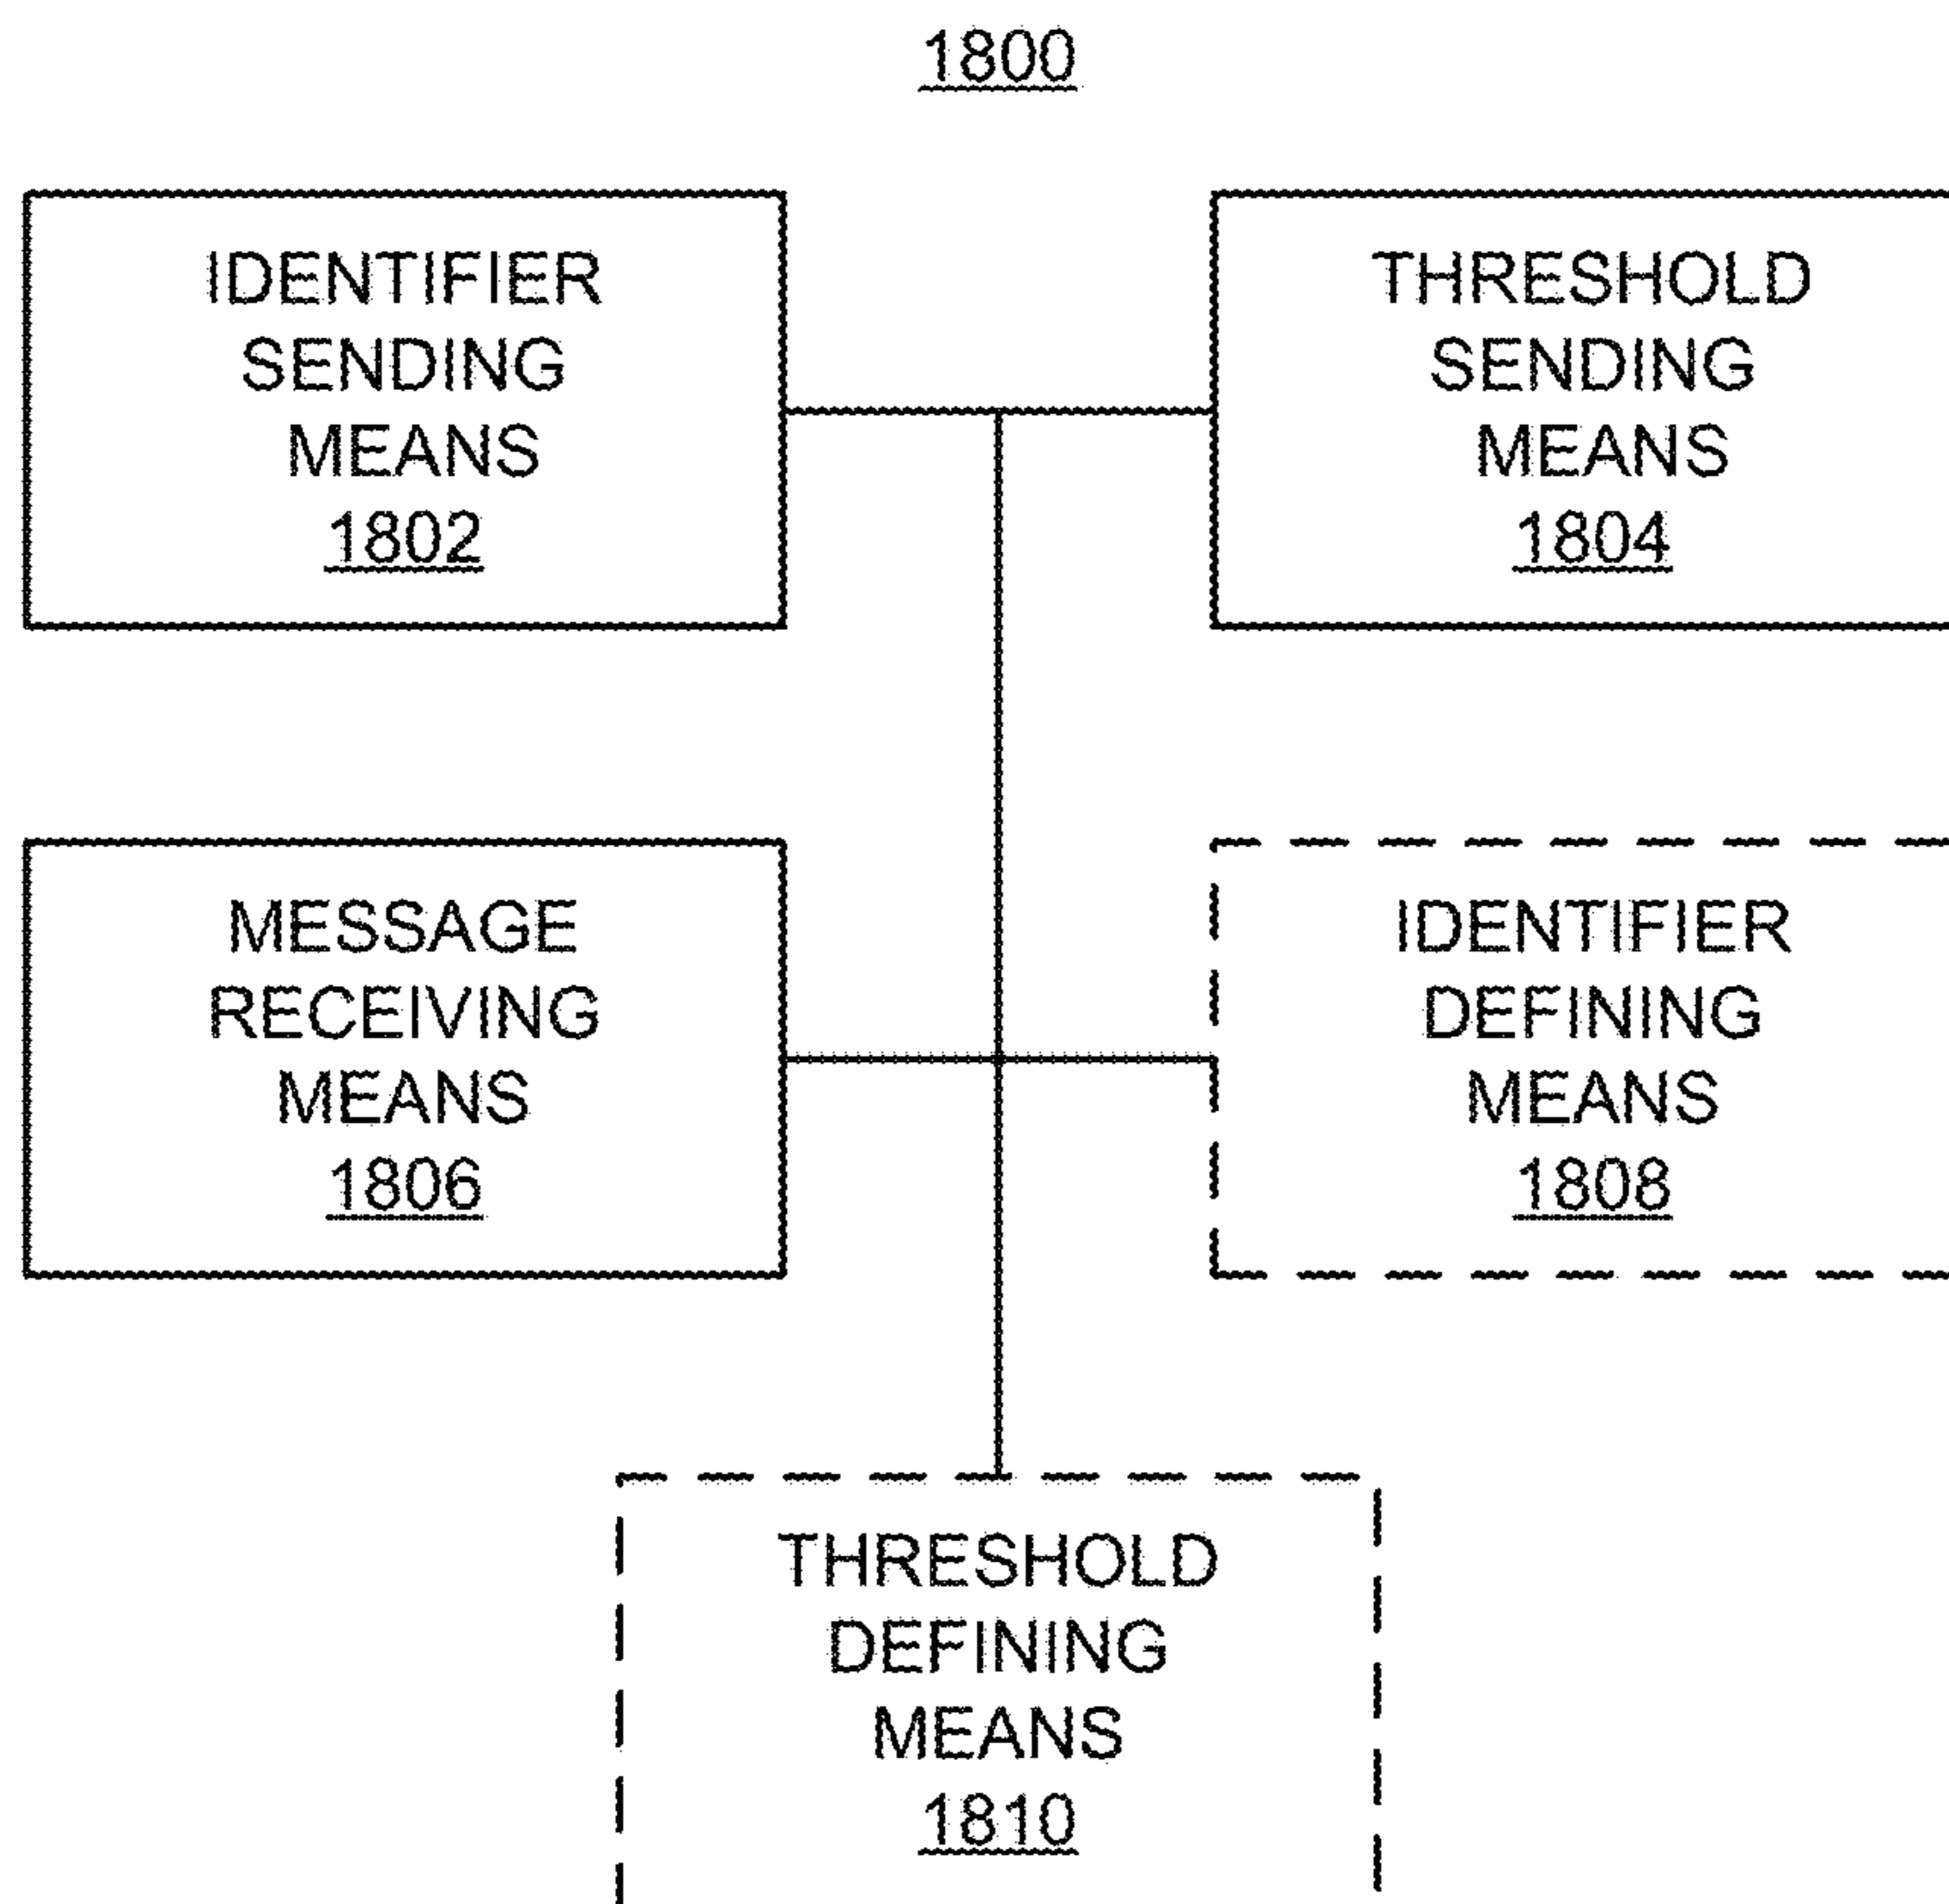 1800
IDENTIFIER
SENDING
MEANS
1802
THRESHOLD
SENDING
MEANS
1804
MESSAGE
RECEIVING
MEANS
1806
IDENTIFIER
DEFINING
MEANS
1808
THRESHOLD
DEFINING
MEANS
1810